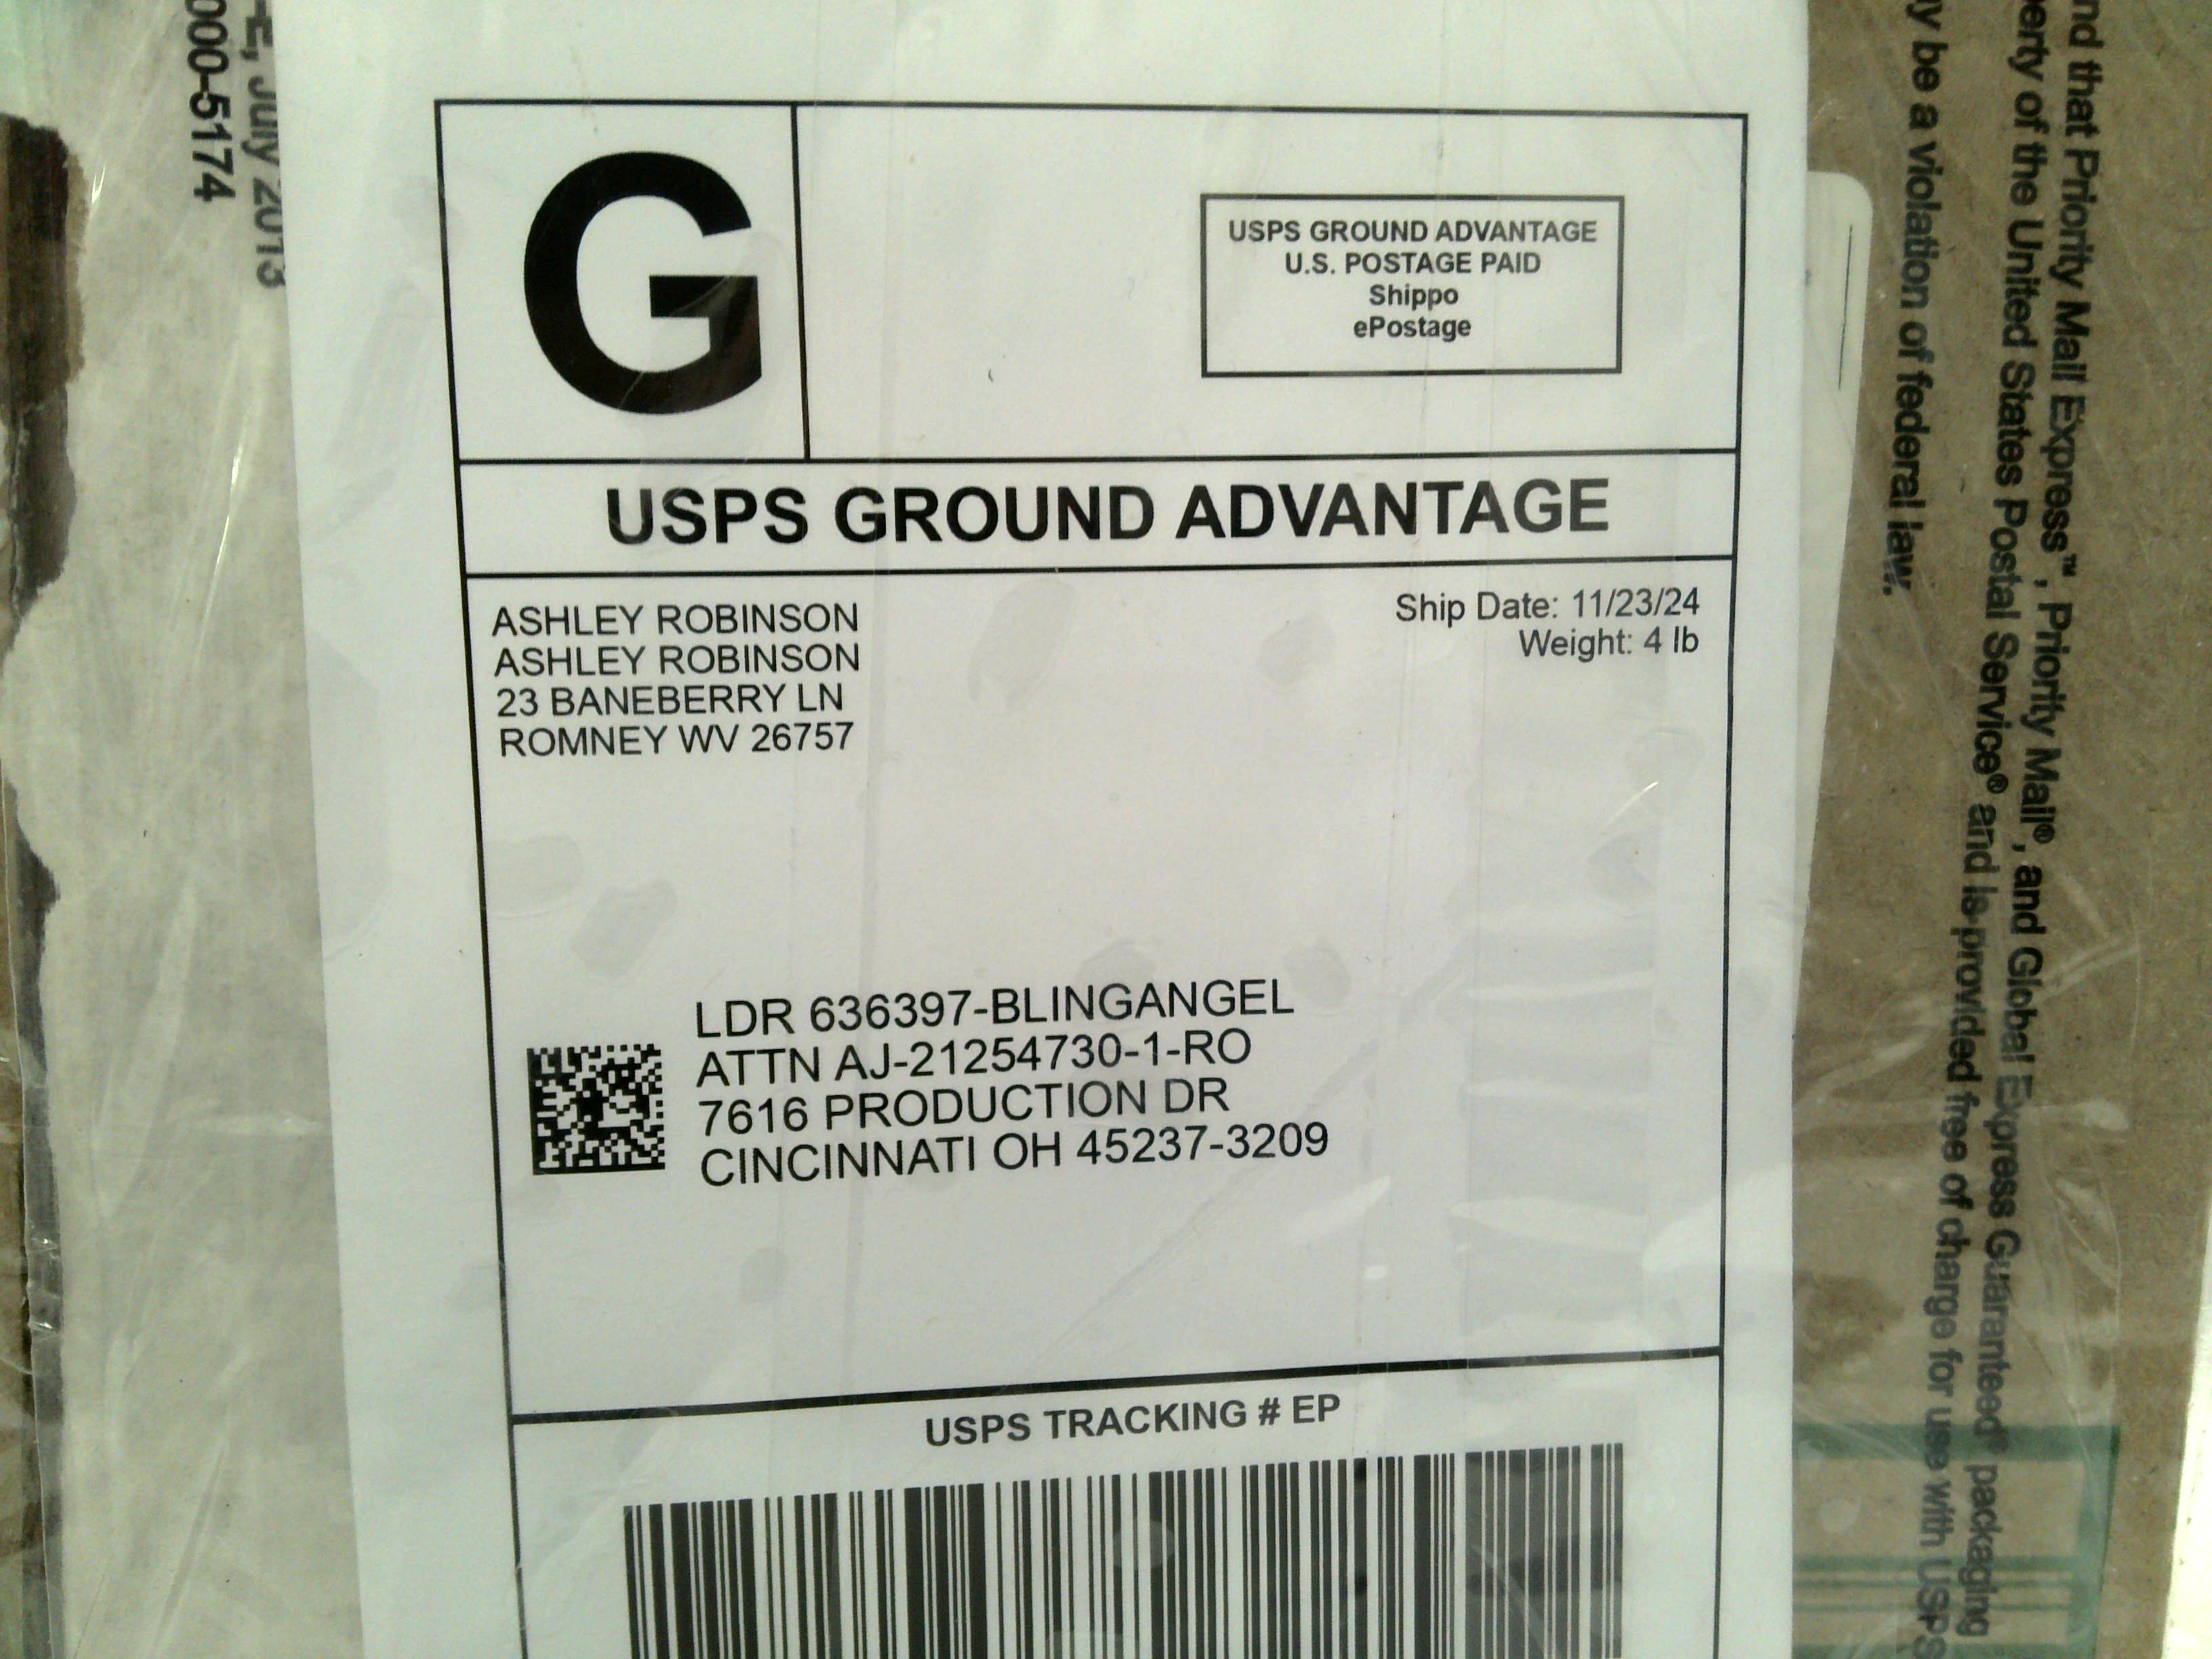 G
USPS GROUND ADVANTAGE
U.S. POSTAGE PAID
Shippo
ePostage
USPS GROUND ADVANTAGE
ASHLEY ROBINSON
ASHLEY ROBINSON
23 BANEBERRY LN
ROMNEY WV 26757
Ship Date: 11/23/24
Weight: 4 lb
LDR 636397-BLINGANGEL
ATTN AJ-21254730-1-RO
7616 PRODUCTION DR
CINCINNATI OH 45237-3209
USPS TRACKING # EP
July 2013
000-5174
that Priority Mail Express™, Priority Mail®, and Global Express Guaranteed® packaging
of the United States Postal Service® and is provided free of charge for use with USPS
be a violation of federal law.